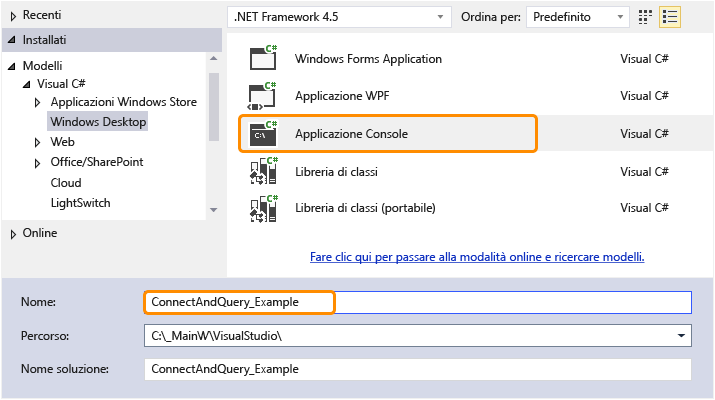 Recenti
Installati
Modelli
Visual C#
Applicazioni Windows Store
Windows Desktop
Web
Office/SharePoint
Cloud
LightSwitch
Online
.NET Framework 4.5 Ordina per: Predefinito
C# Windows Forms Application Visual C#
Applicazione WPF Visual C#
C# C:\ Applicazione Console Visual C#
C# Libreria di classi Visual C#
C# Libreria di classi (portabile) Visual C#
Fare clic qui per passare alla modalità online e ricercare modelli.
Nome: ConnectAndQuery_Example
Percorso: C:\_MainW\VisualStudio\
Nome soluzione: ConnectAndQuery_Example